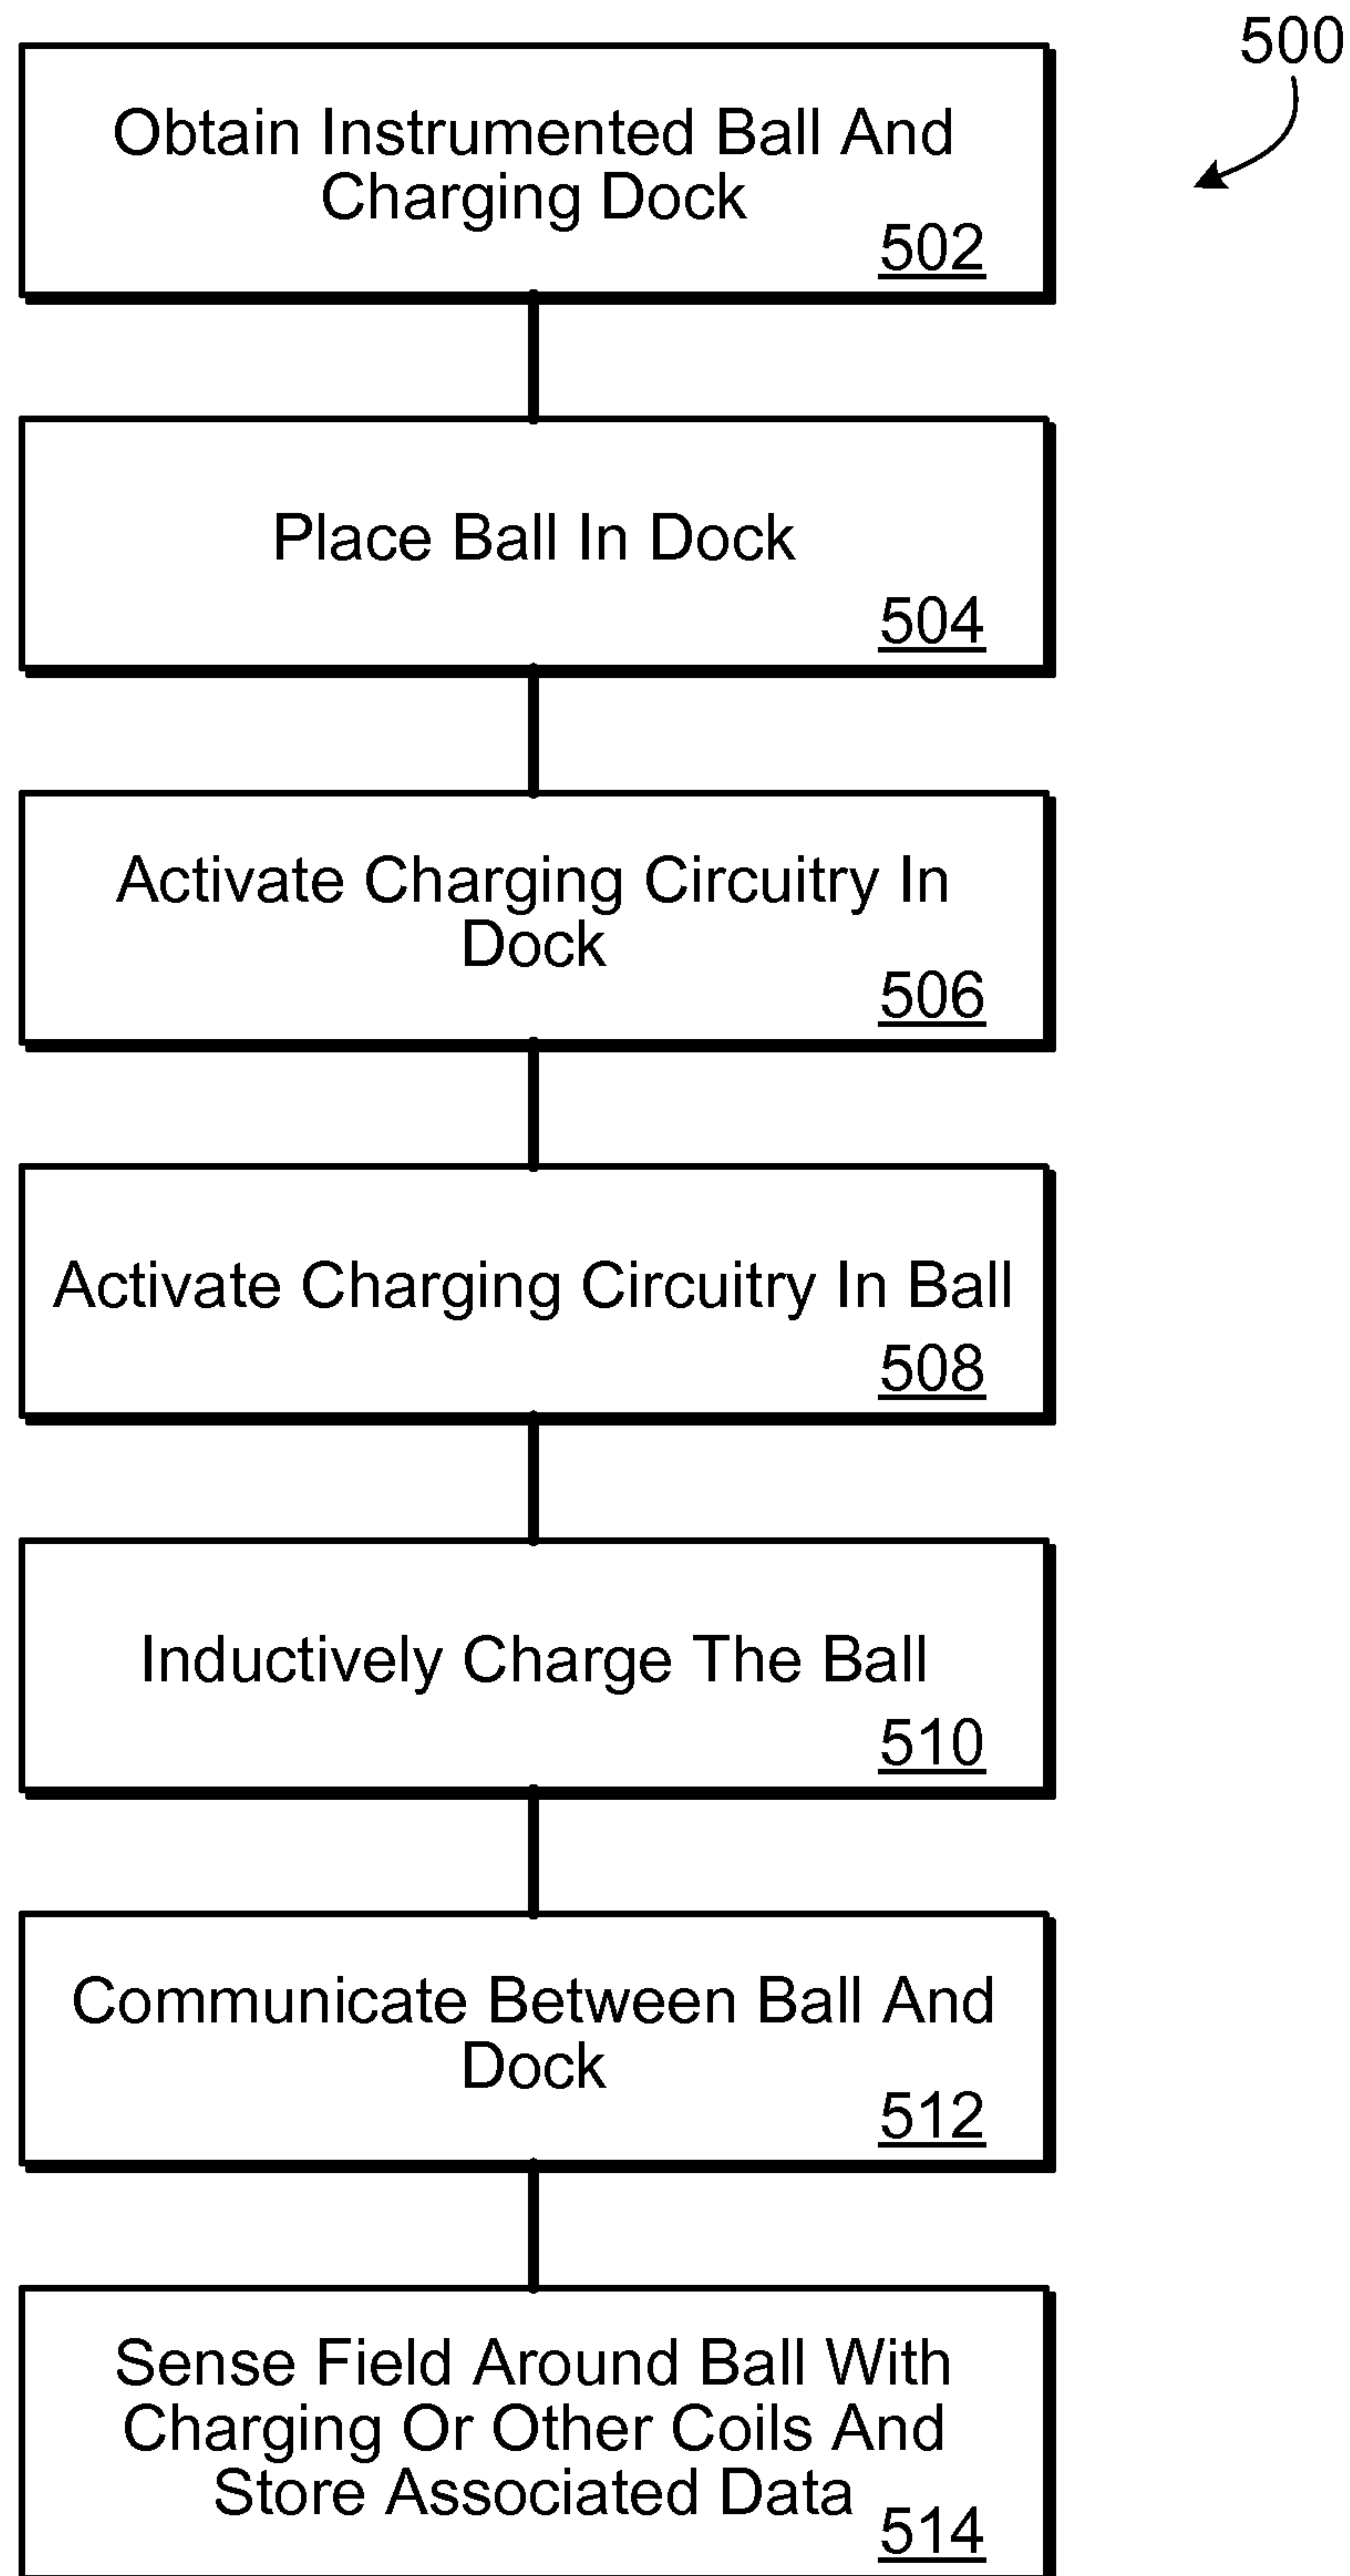 500
Obtain Instrumented Ball And
Charging Dock
502
Place Ball In Dock
504
Activate Charging Circuitry In
Dock
506
Activate Charging Circuitry In Ball
508
Inductively Charge The Ball
510
Communicate Between Ball And
Dock
512
Sense Field Around Ball With
Charging Or Other Coils And
Store Associated Data
514